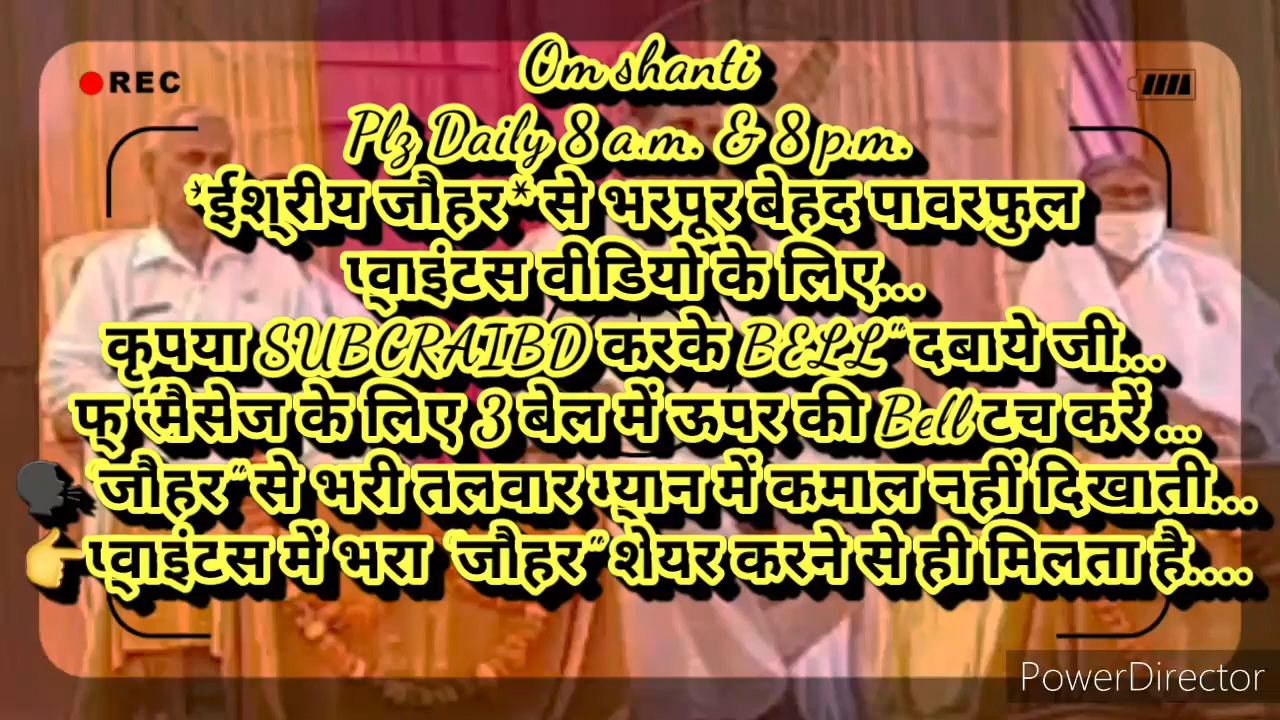 REC
Om shanti
Plz Daily 8 a.m. & 8 p.m.
*ईश्रीय जौहर* से भरपूर बेहद पावरफुल
प्वाइंटस वीडियो के लिए...
कृपया SUBCRAIBD करके BELL" दबाये जी...
मैसेज के लिए 3 बेल में ऊपर की Bell टच करें ...
"जौहर" से भरी तलवार म्यान में कमाल नहीं दिखाती...
प्वाइंटस में भरा "जौहर" शेयर करने से ही मिलता है....
PowerDirector